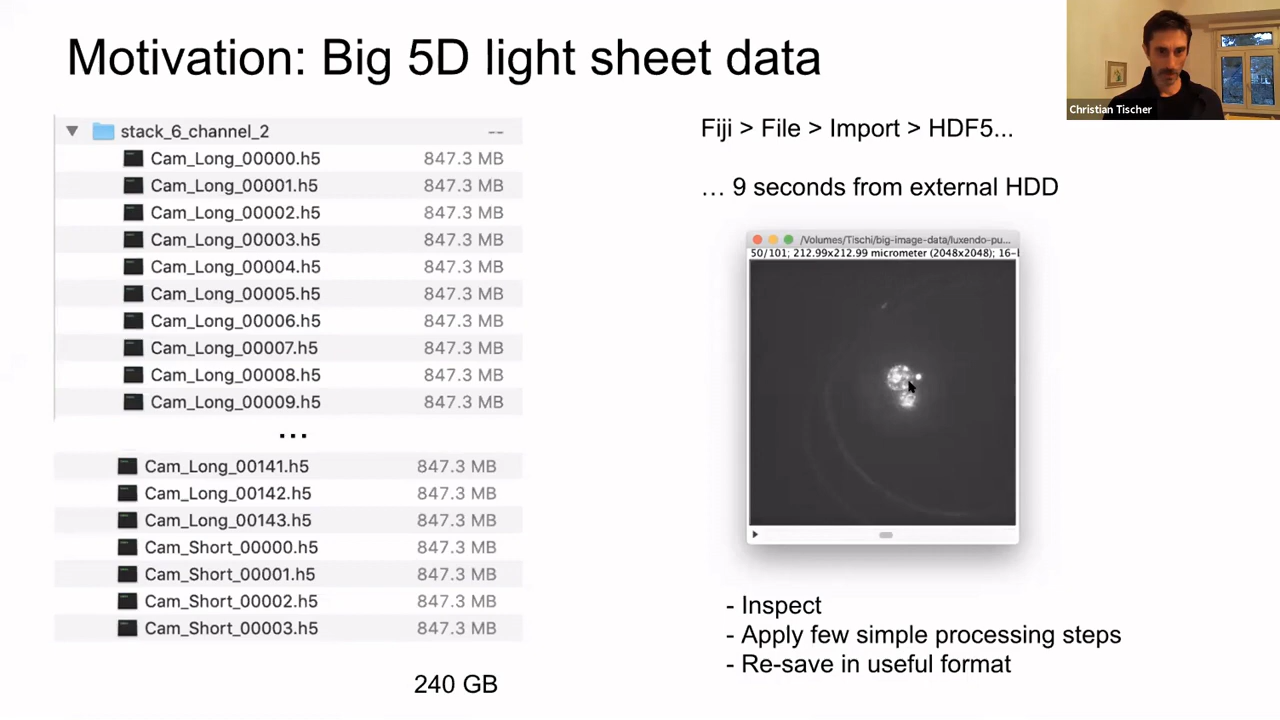 Motivation: Big 5D light sheet data
Christian Tischer
stack_6_channel_2 --
Cam_Long_00000.h5 847.3 MB
Cam_Long_00001.h5 847.3 MB
Cam_Long_00002.h5 847.3 MB
Cam_Long_00003.h5 847.3 MB
Cam_Long_00004.h5 847.3 MB
Cam_Long_00005.h5 847.3 MB
Cam_Long_00006.h5 847.3 MB
Cam_Long_00007.h5 847.3 MB
Cam_Long_00008.h5 847.3 MB
Cam_Long_00009.h5 847.3 MB
...
Cam_Long_00141.h5 847.3 MB
Cam_Long_00142.h5 847.3 MB
Cam_Long_00143.h5 847.3 MB
Cam_Short_00000.h5 847.3 MB
Cam_Short_00001.h5 847.3 MB
Cam_Short_00002.h5 847.3 MB
Cam_Short_00003.h5 847.3 MB
240 GB
Fiji > File > Import > HDF5...
… 9 seconds from external HDD
/Volumes/Tischi/big-image-data/luxendo-pu...
50/101; 212.99x212.99 micrometer (2048x2048); 16-
- Inspect
- Apply few simple processing steps
- Re-save in useful format